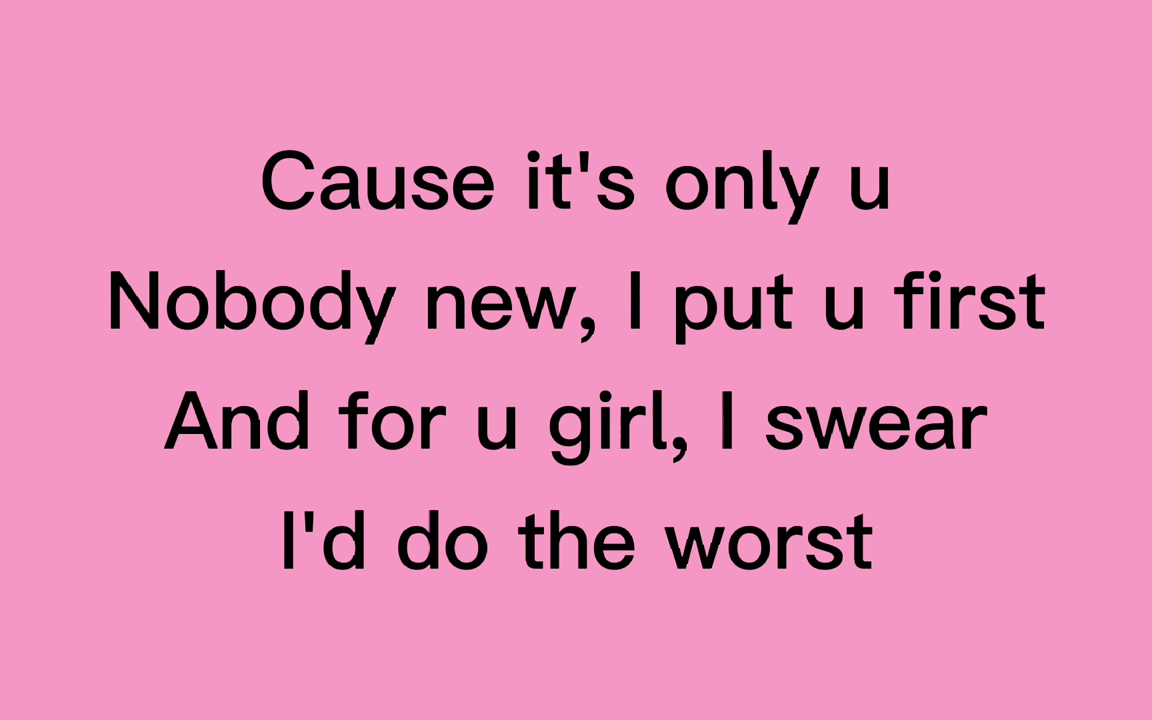 Cause it's only u
Nobody new, I put u first
And for u girl, I swear
I'd do the worst